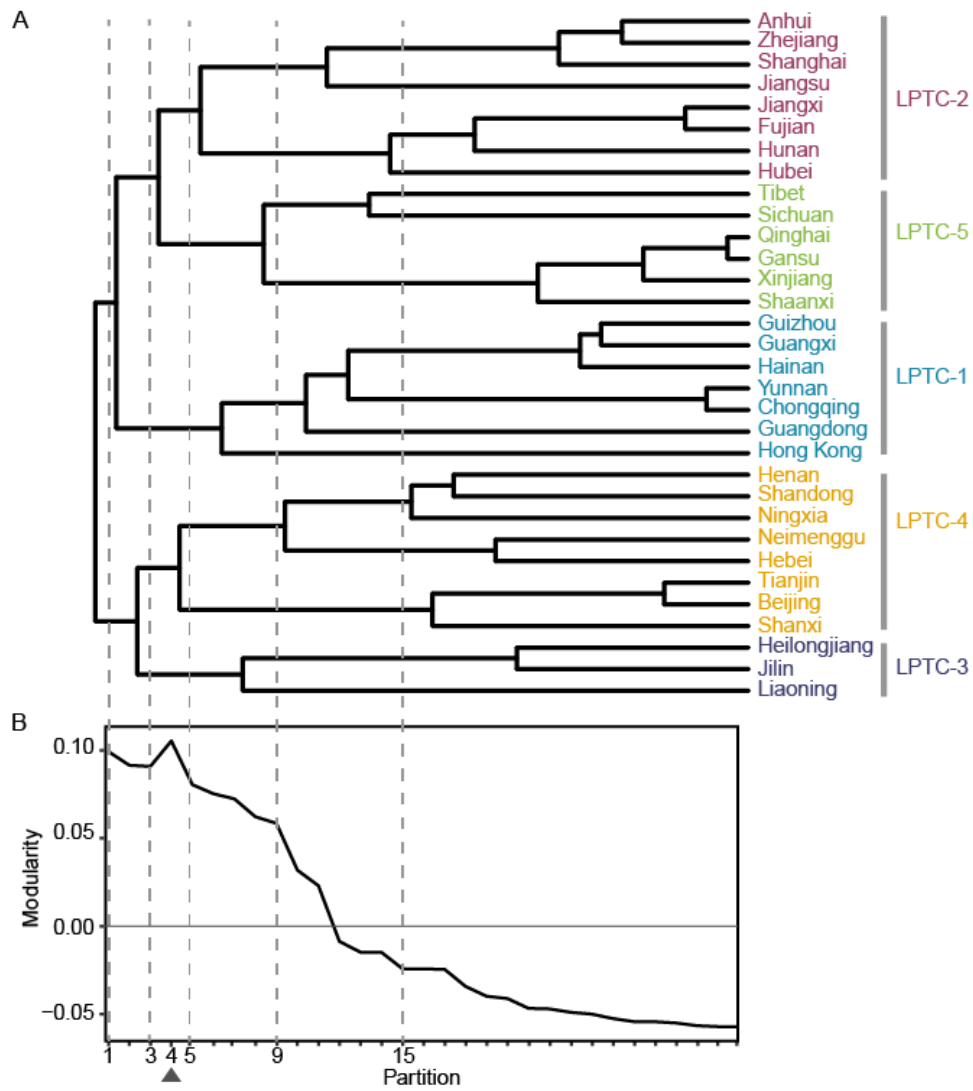 A
Anhui
Zhejiang
Shanghai
Jiangsu
Jiangxi
Fujian
Hunan
Hubei
LPTC-2
Tibet
Sichuan
Qinghai
Gansu
Xinjiang
Shaanxi
LPTC-5
Guizhou
Guangxi
Hainan
Yunnan
Chongqing
Guangdong
Hong Kong
LPTC-1
Henan
Shandong
Ningxia
Neimenggu
Hebei
Tianjin
Beijing
Shanxi
LPTC-4
Heilongjiang
Jilin
Liaoning
LPTC-3
B
Modularity
0.10
0.05
0.00
−0.05
1 3 4 5 9 15
Partition